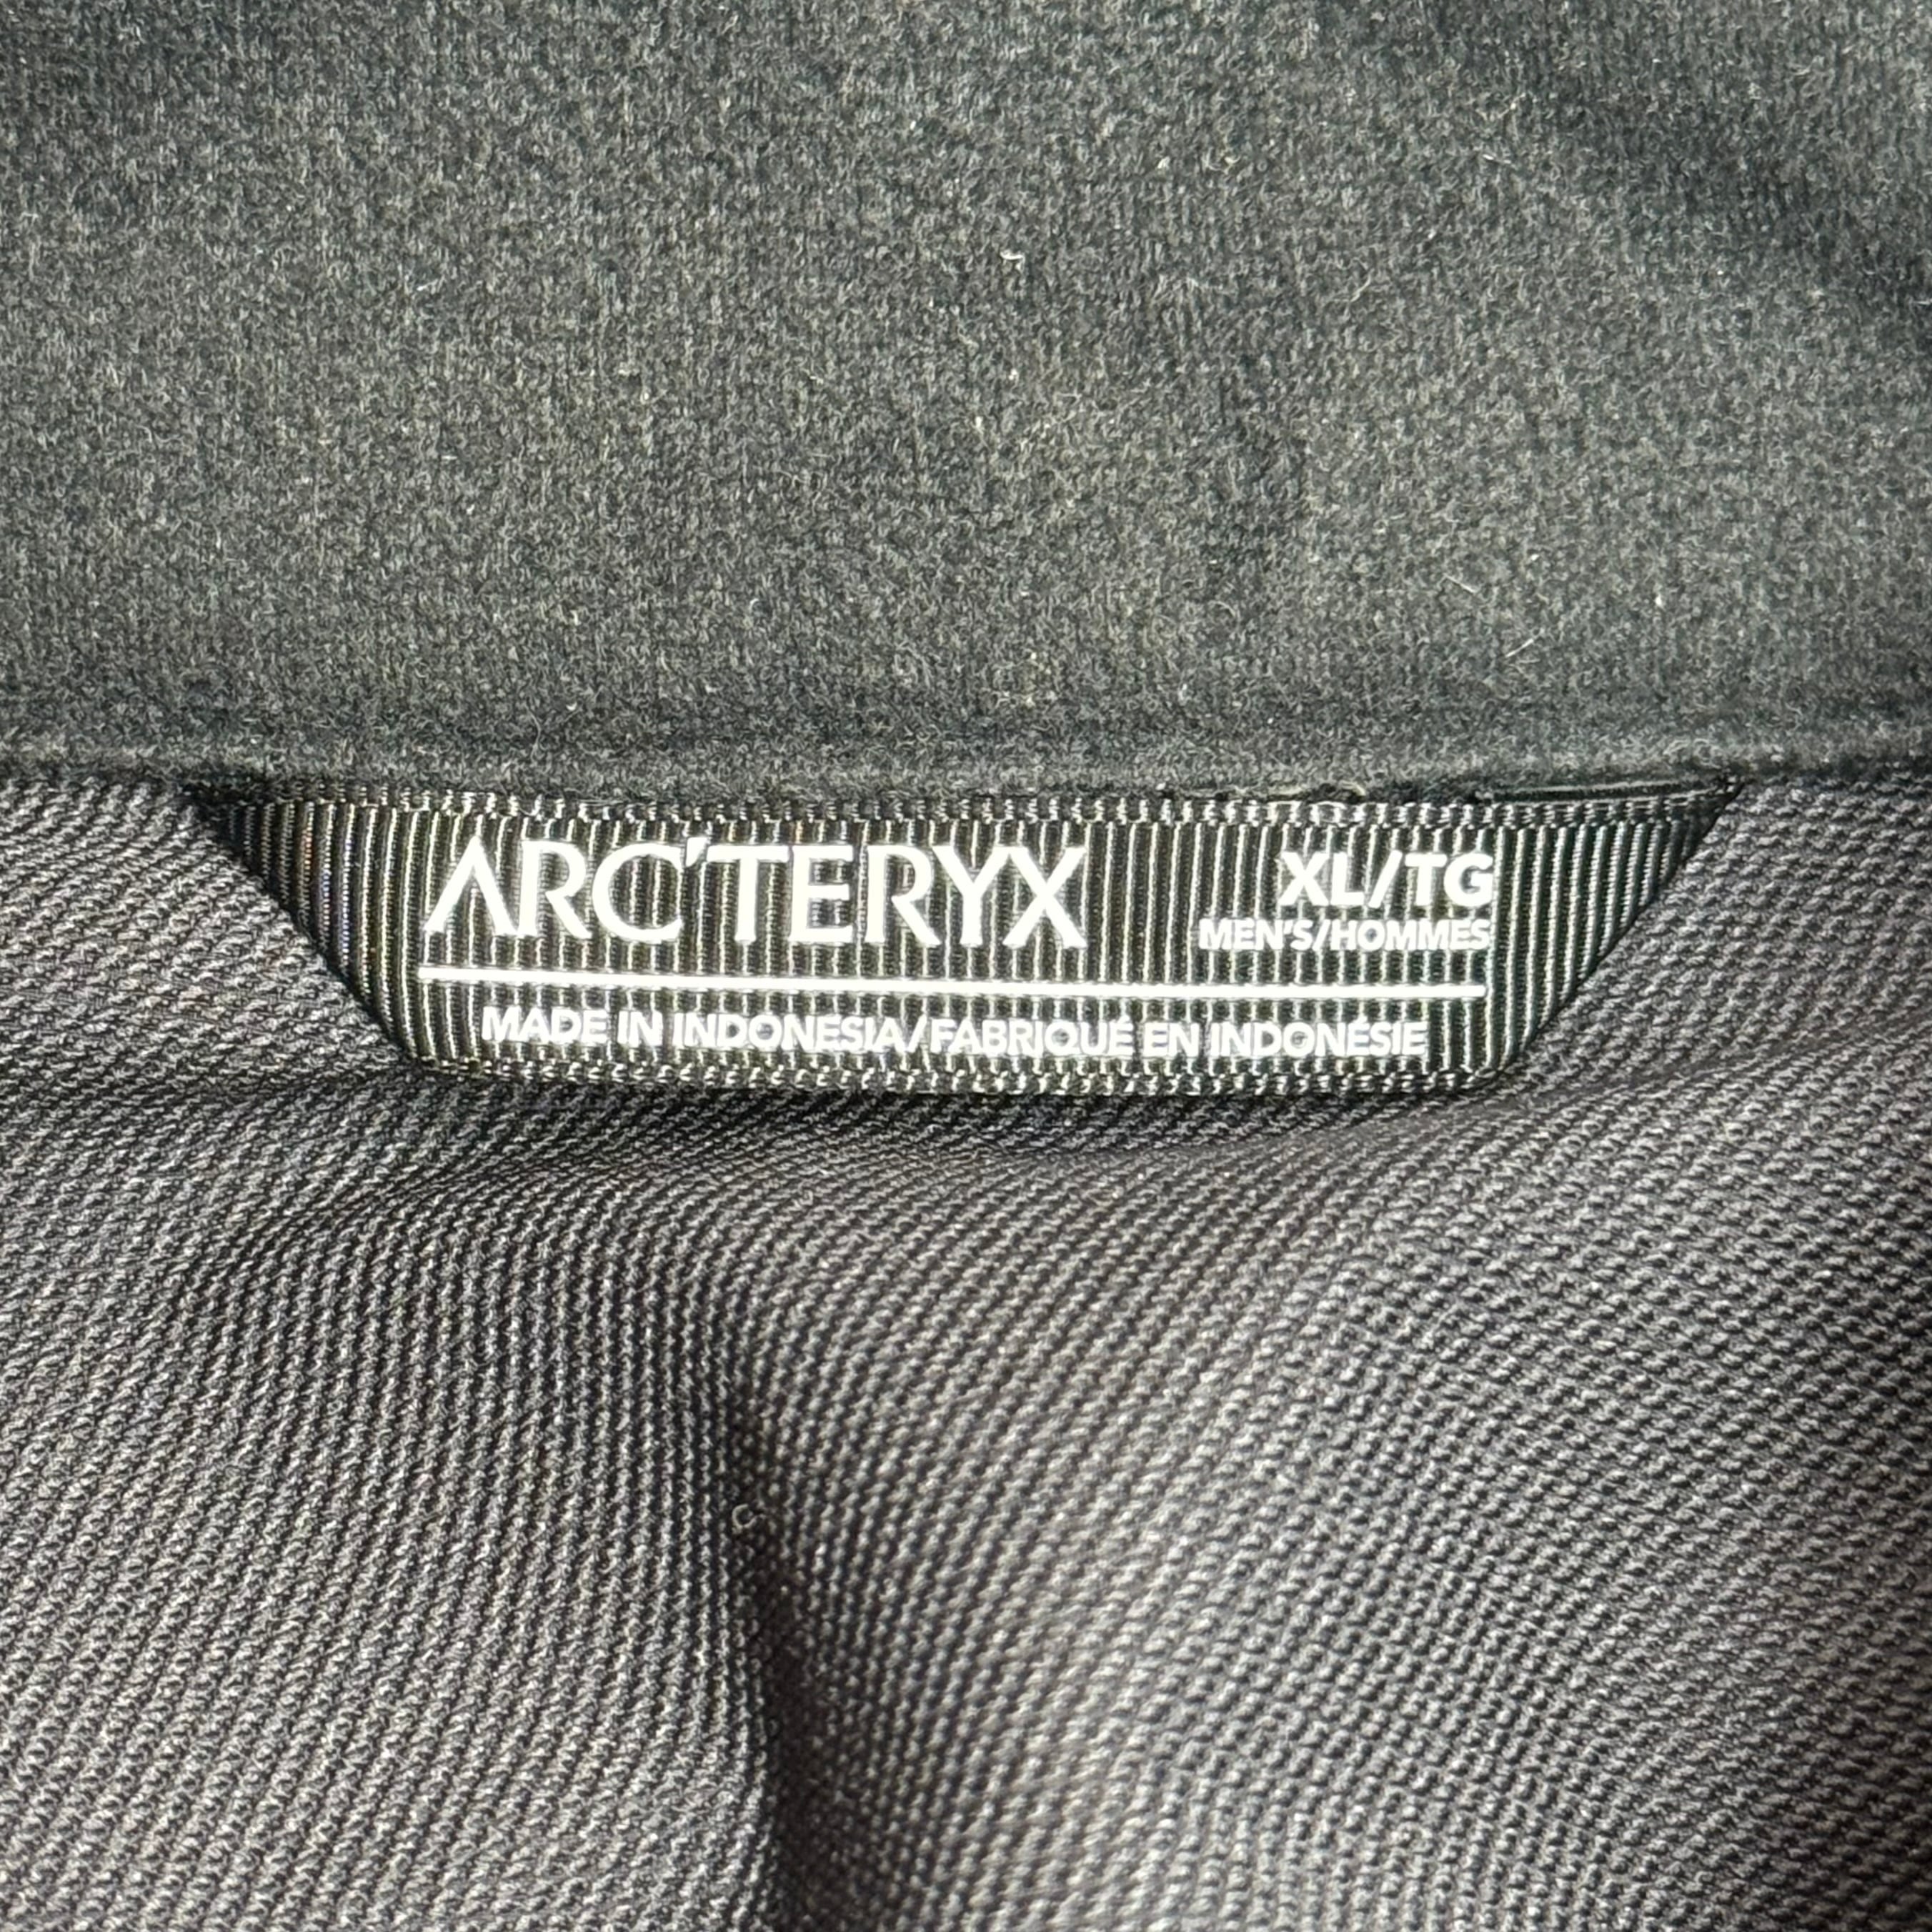 ARC'TERYX XL/TG
MEN'S/HOMMES
MADE IN INDONESIA/FABRIQUÉ EN INDONÉSIE